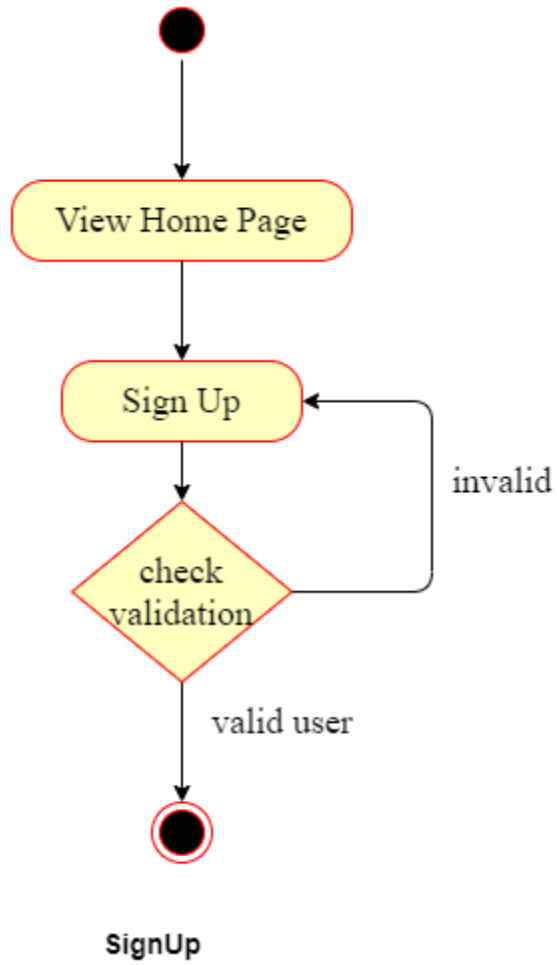 View Home Page
Sign Up
invalid
check
validation
valid user
SignUp